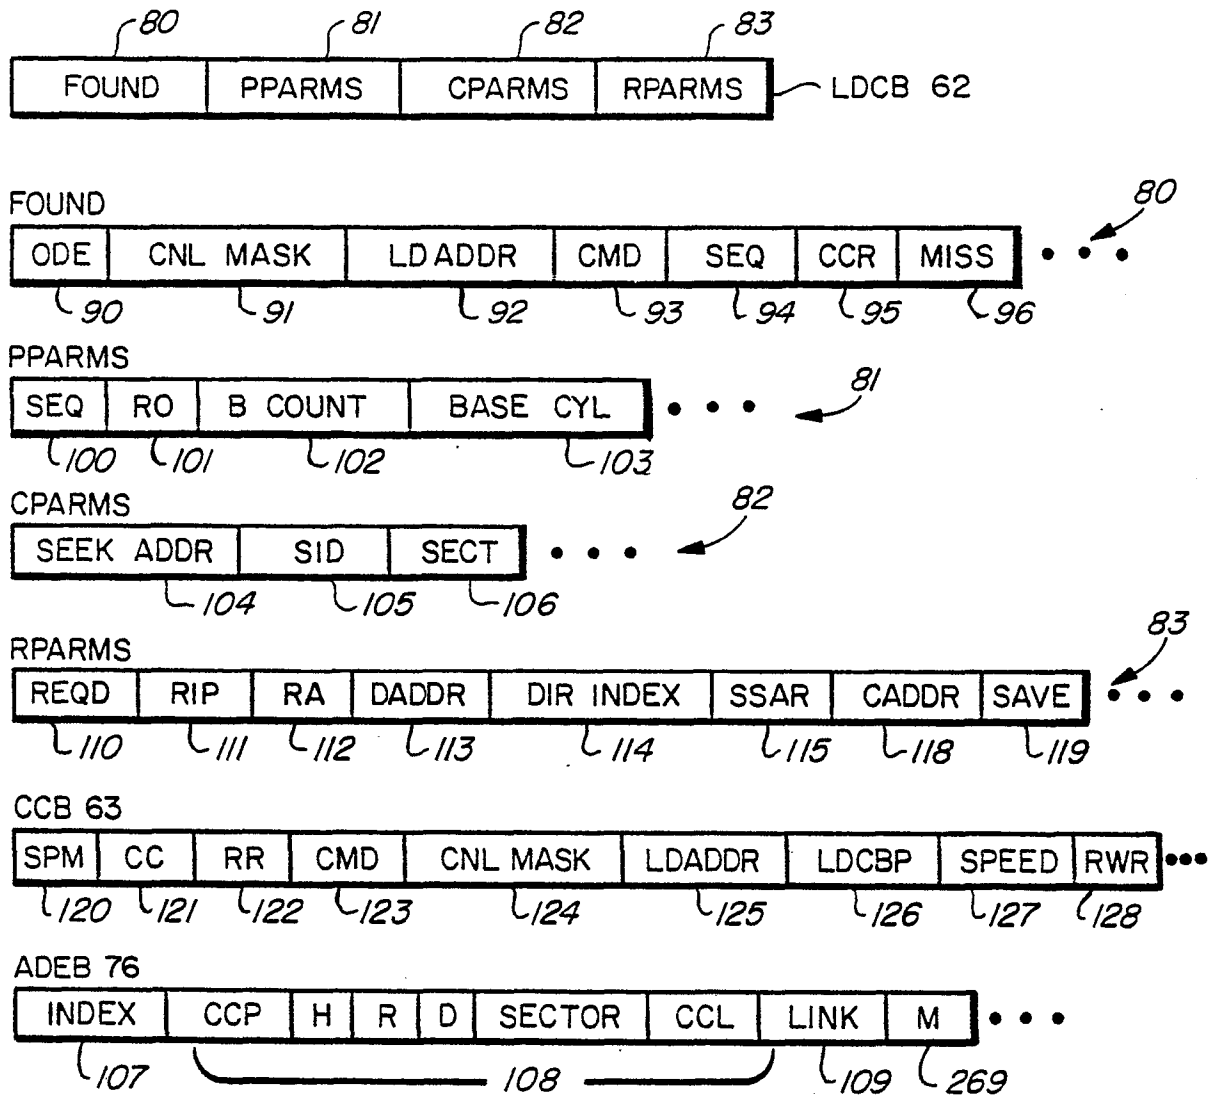 80 81 82 83
FOUND PPARMS CPARMS RPARMS LDCB 62
FOUND 80
ODE CNL MASK LDADDR CMD SEQ CCR MISS
90 91 92 93 94 95 96
PPARMS 81
SEQ RO B COUNT BASE CYL
100 101 102 103
CPARMS 82
SEEK ADDR SID SECT
104 105 106
RPARMS 83
REQD RIP RA DADDR DIR INDEX SSAR CADDR SAVE
110 111 112 113 114 115 118 119
CCB 63
SPM CC RR CMD CNL MASK LDADDR LDCBP SPEED RWR
120 121 122 123 124 125 126 127 128
ADEB 76
INDEX CCP H R D SECTOR CCL LINK M
107 108 109 269